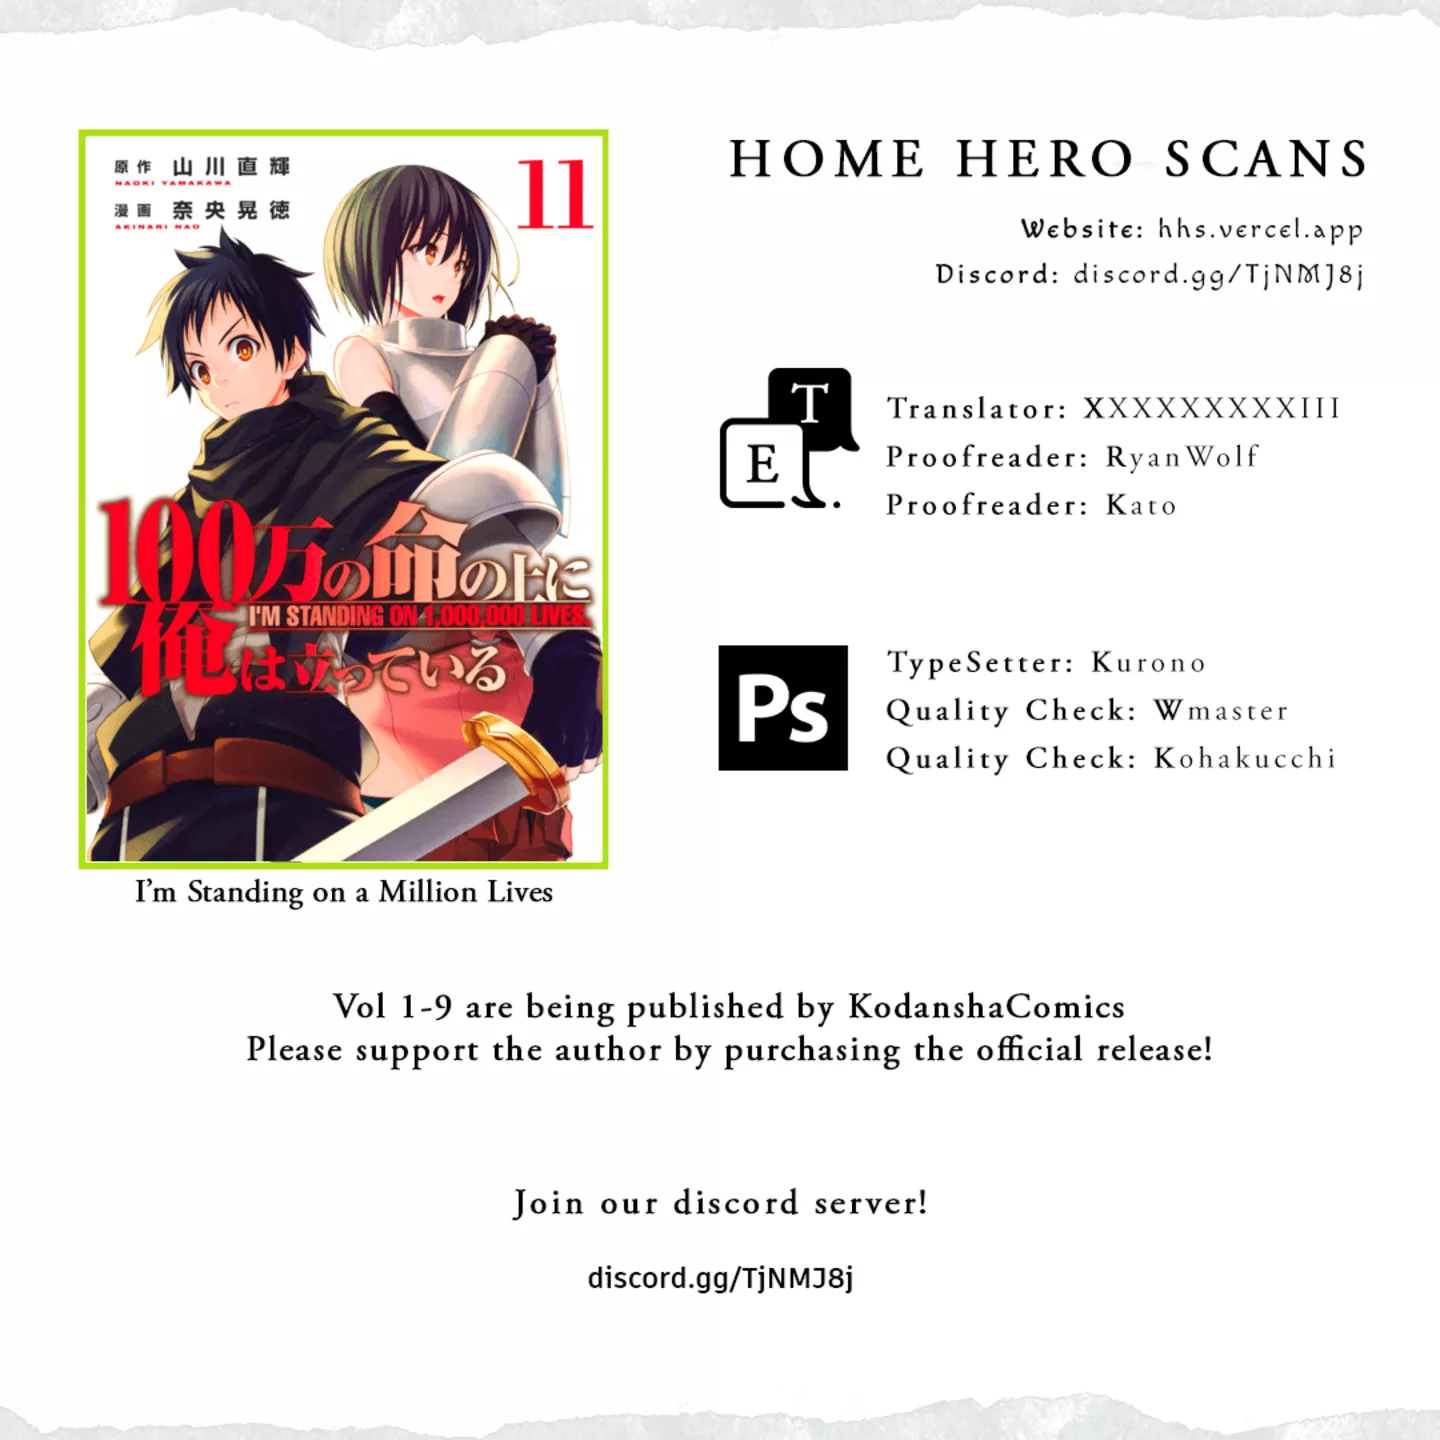 原作 山川直輝
NAOKI YAMAKAWA
漫画 奈央晃徳
AKINARI NAO
11
100万の命の上に
I'M STANDING ON 1,000,000 LIVES.
俺は立っている
I'm Standing on a Million Lives
HOME HERO SCANS
Website: hhs.vercel.app
Discord: discord.gg/TjNMJ8j
T
E
Translator: XXXXXXXXXIII
Proofreader: RyanWolf
Proofreader: Kato
Ps
TypeSetter: Kurono
Quality Check: Wmaster
Quality Check: Kohakucchi
Vol 1-9 are being published by KodanshaComics
Please support the author by purchasing the official release!
Join our discord server!
discord.gg/TjNMJ8j